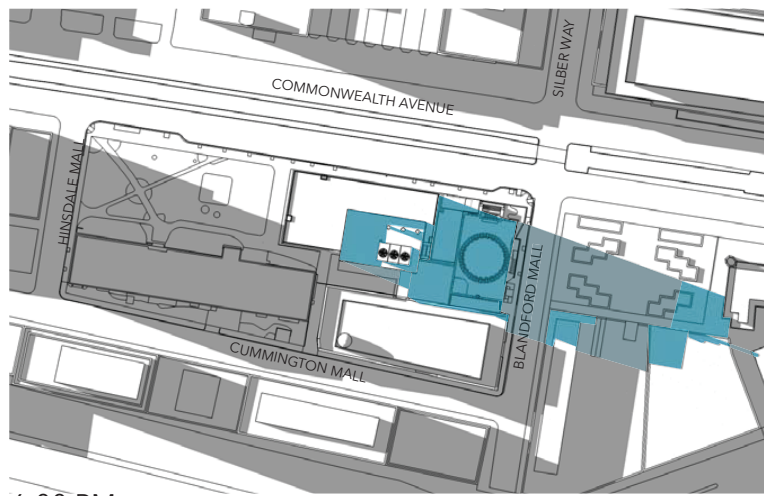 SILBER WAY
COMMONWEALTH AVENUE
HINSDALE MALL
BLANDFORD MALL
CUMMINGTON MALL